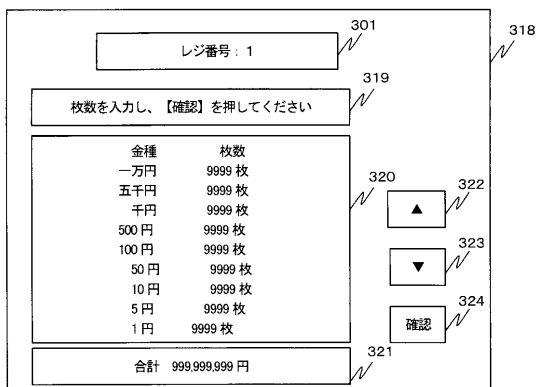 301
318
レジ番号：1
319
枚数を入力し、【確認】を押してください
金種 枚数
一万円 9999 枚
五千円 9999 枚
千円 9999 枚
500 円 9999 枚
100 円 9999 枚
50 円 9999 枚
10 円 9999 枚
5 円 9999 枚
1 円 9999 枚
320
322
▲
323
▼
324
確認
321
合計 999,999,999 円